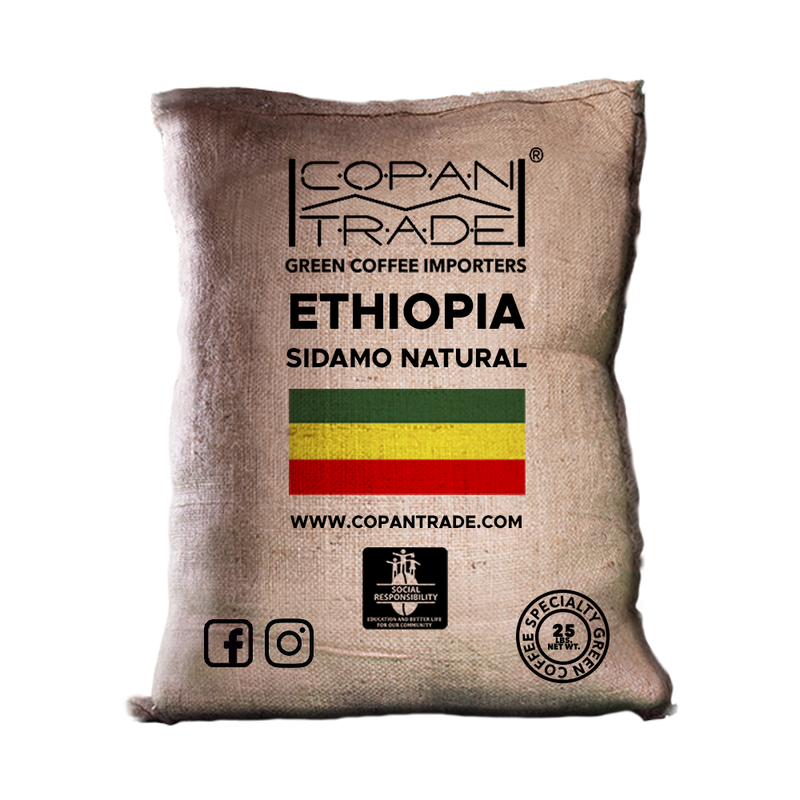 C·O·P·A·N
T·R·A·D·E
®
GREEN COFFEE IMPORTERS
ETHIOPIA
SIDAMO NATURAL
WWW.COPANTRADE.COM
SOCIAL
RESPONSIBILITY
EDUCATION AND BETTER LIFE
FOR OUR COMMUNITY
SPECIALTY GREEN COFFEE
25
LBS.
NET WT.